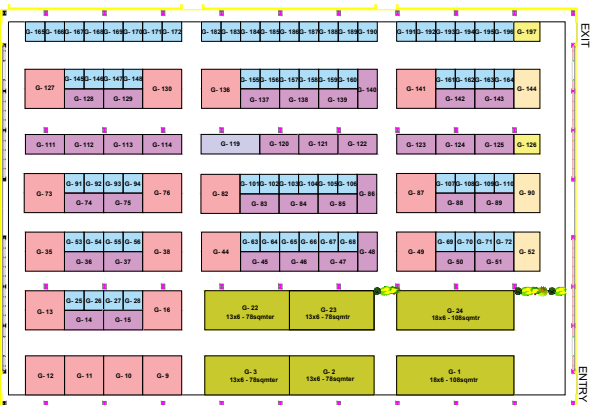 G- 165 G- 166 G- 167 G- 168 G- 169 G- 170 G- 171 G- 172 G- 182 G- 183 G- 184 G- 185 G- 186 G- 187 G- 188 G- 189 G- 190 G- 191 G- 192 G- 193 G- 194 G- 195 G- 196 G- 197
EXIT
G- 127 G- 145 G- 146 G- 147 G- 148 G- 130 G- 136 G- 155 G- 156 G- 157 G- 158 G- 159 G- 160 G- 140 G- 141 G- 161 G- 162 G- 163 G- 164 G- 144
G- 128 G- 129 G- 137 G- 138 G- 139 G- 142 G- 143
G- 111 G- 112 G- 113 G- 114 G- 119 G- 120 G- 121 G- 122 G- 123 G- 124 G- 125 G- 126
G- 73 G- 91 G- 92 G- 93 G- 94 G- 76 G- 82 G- 101 G- 102 G- 103 G- 104 G- 105 G- 106 G- 86 G- 87 G- 107 G- 108 G- 109 G- 110 G- 90
G- 74 G- 75 G- 83 G- 84 G- 85 G- 88 G- 89
G- 35 G- 53 G- 54 G- 55 G- 56 G- 38 G- 44 G- 63 G- 64 G- 65 G- 66 G- 67 G- 68 G- 48 G- 49 G- 69 G- 70 G- 71 G- 72 G- 52
G- 36 G- 37 G- 45 G- 46 G- 47 G- 50 G- 51
G- 13 G- 25 G- 26 G- 27 G- 28 G- 16 G- 22 G- 23 G- 24
G- 14 G- 15 13x6 - 78sqmter 13x6 - 78sqmtr 18x6 - 108sqmtr
G- 12 G- 11 G- 10 G- 9 G- 3 G- 2 G- 1
13x6 - 78sqmter 13x6 - 78sqmter 18x6 - 108sqmtr
ENTRY